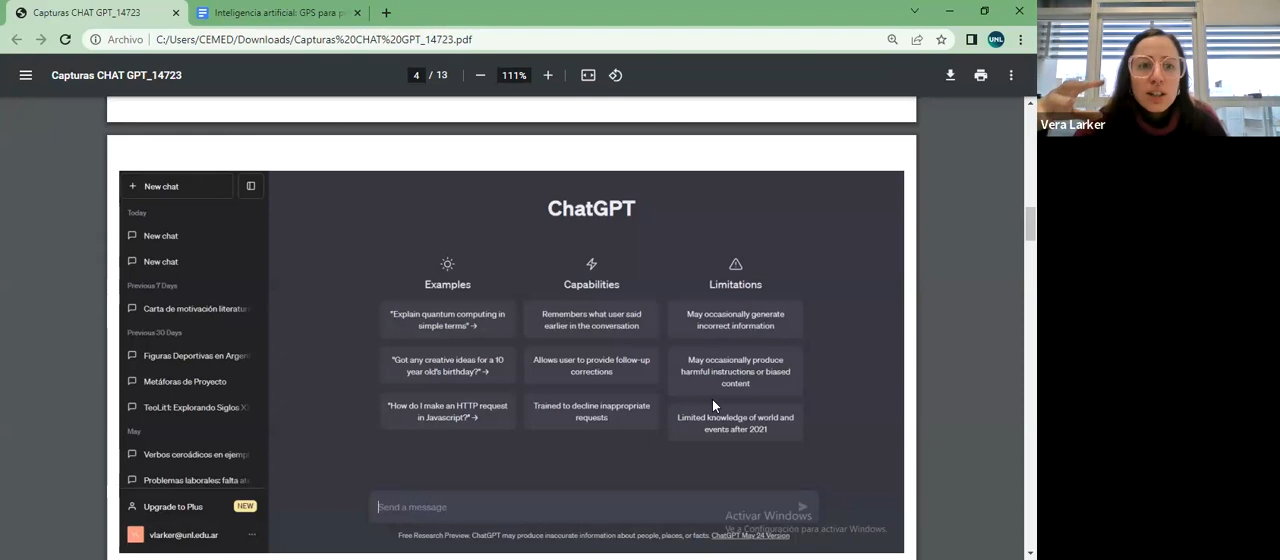 Capturas CHAT GPT_14723
Inteligencia artificial: GPS para p
Archivo
C:/Users/CEMED/Downloads/Capturas%20CHAT%20GPT_14723.pdf
UNL
Capturas CHAT GPT_14723
4 / 13
111%
Vera Larker
New chat
Today
New chat
New chat
Previous 7 Days
Carta de motivación literatur
Previous 30 Days
Figuras Deportivas en Argen
Metáforas de Proyecto
TeoLit1: Explorando Siglos X
May
Verbos ceroádicos en ejemp
Problemas laborales: falta at
Upgrade to Plus
NEW
vlarker@unl.edu.ar
ChatGPT
Examples
"Explain quantum computing in
simple terms" →
"Got any creative ideas for a 10
year old's birthday?" →
"How do I make an HTTP request
in Javascript?" →
Capabilities
Remembers what user said
earlier in the conversation
Allows user to provide follow-up
corrections
Trained to decline inappropriate
requests
Limitations
May occasionally generate
incorrect information
May occasionally produce
harmful instructions or biased
content
Limited knowledge of world and
events after 2021
Send a message
Activar Windows
Ve a Configuración para activar Windows.
Free Research Preview. ChatGPT may produce inaccurate information about people, places, or facts. ChatGPT May 24 Version